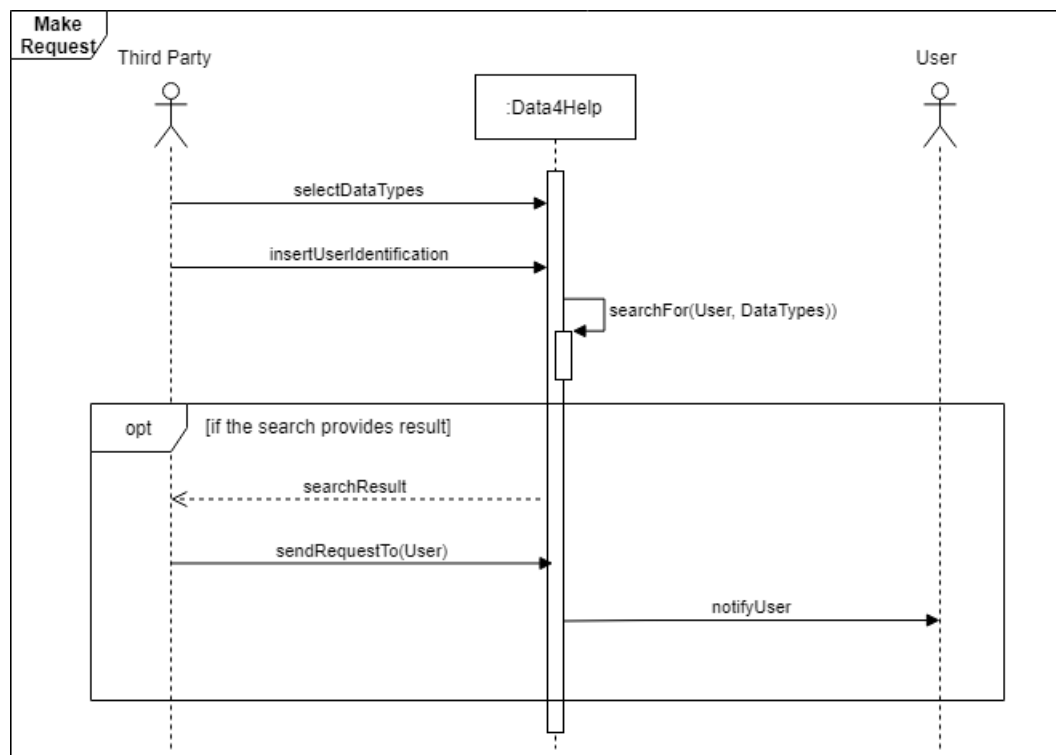 Make
Request
Third Party
User
:Data4Help
selectDataTypes
insertUserIdentification
searchFor(User, DataTypes))
opt
[if the search provides result]
searchResult
sendRequestTo(User)
notifyUser